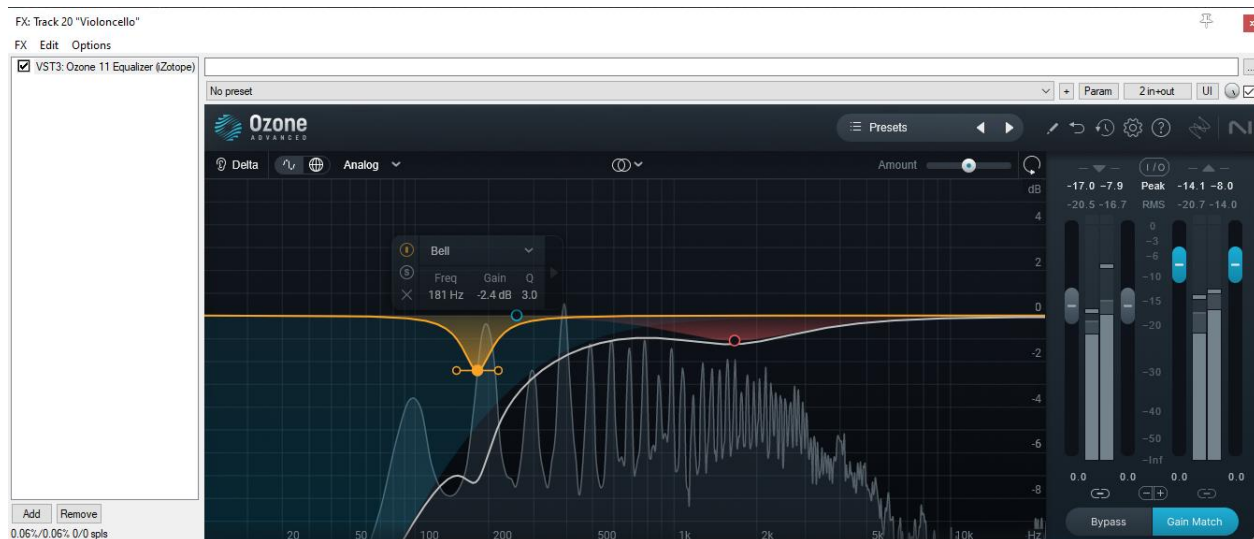 FX: Track 20 "Violoncello"
FX Edit Options
VST3: Ozone 11 Equalizer (iZotope)
...
No preset
+ Param 2 in+out UI
Ozone
ADVANCED
Presets
Delta Analog Amount
I/O
-17.0 -7.9 Peak -14.1 -8.0
-20.5 -16.7 RMS -20.7 -14.0
dB
4
2
0
-2
-4
-6
-8
Bell
S
Freq Gain Q
181 Hz -2.4 dB 3.0
0
-3
-6
-10
-15
-20
-30
-40
-50
-Inf
0.0 0.0 0.0 0.0
Bypass Gain Match
20 50 100 200 500 1k 2k 5k 10k Hz
Add Remove
0.06%/0.06% 0/0 spls